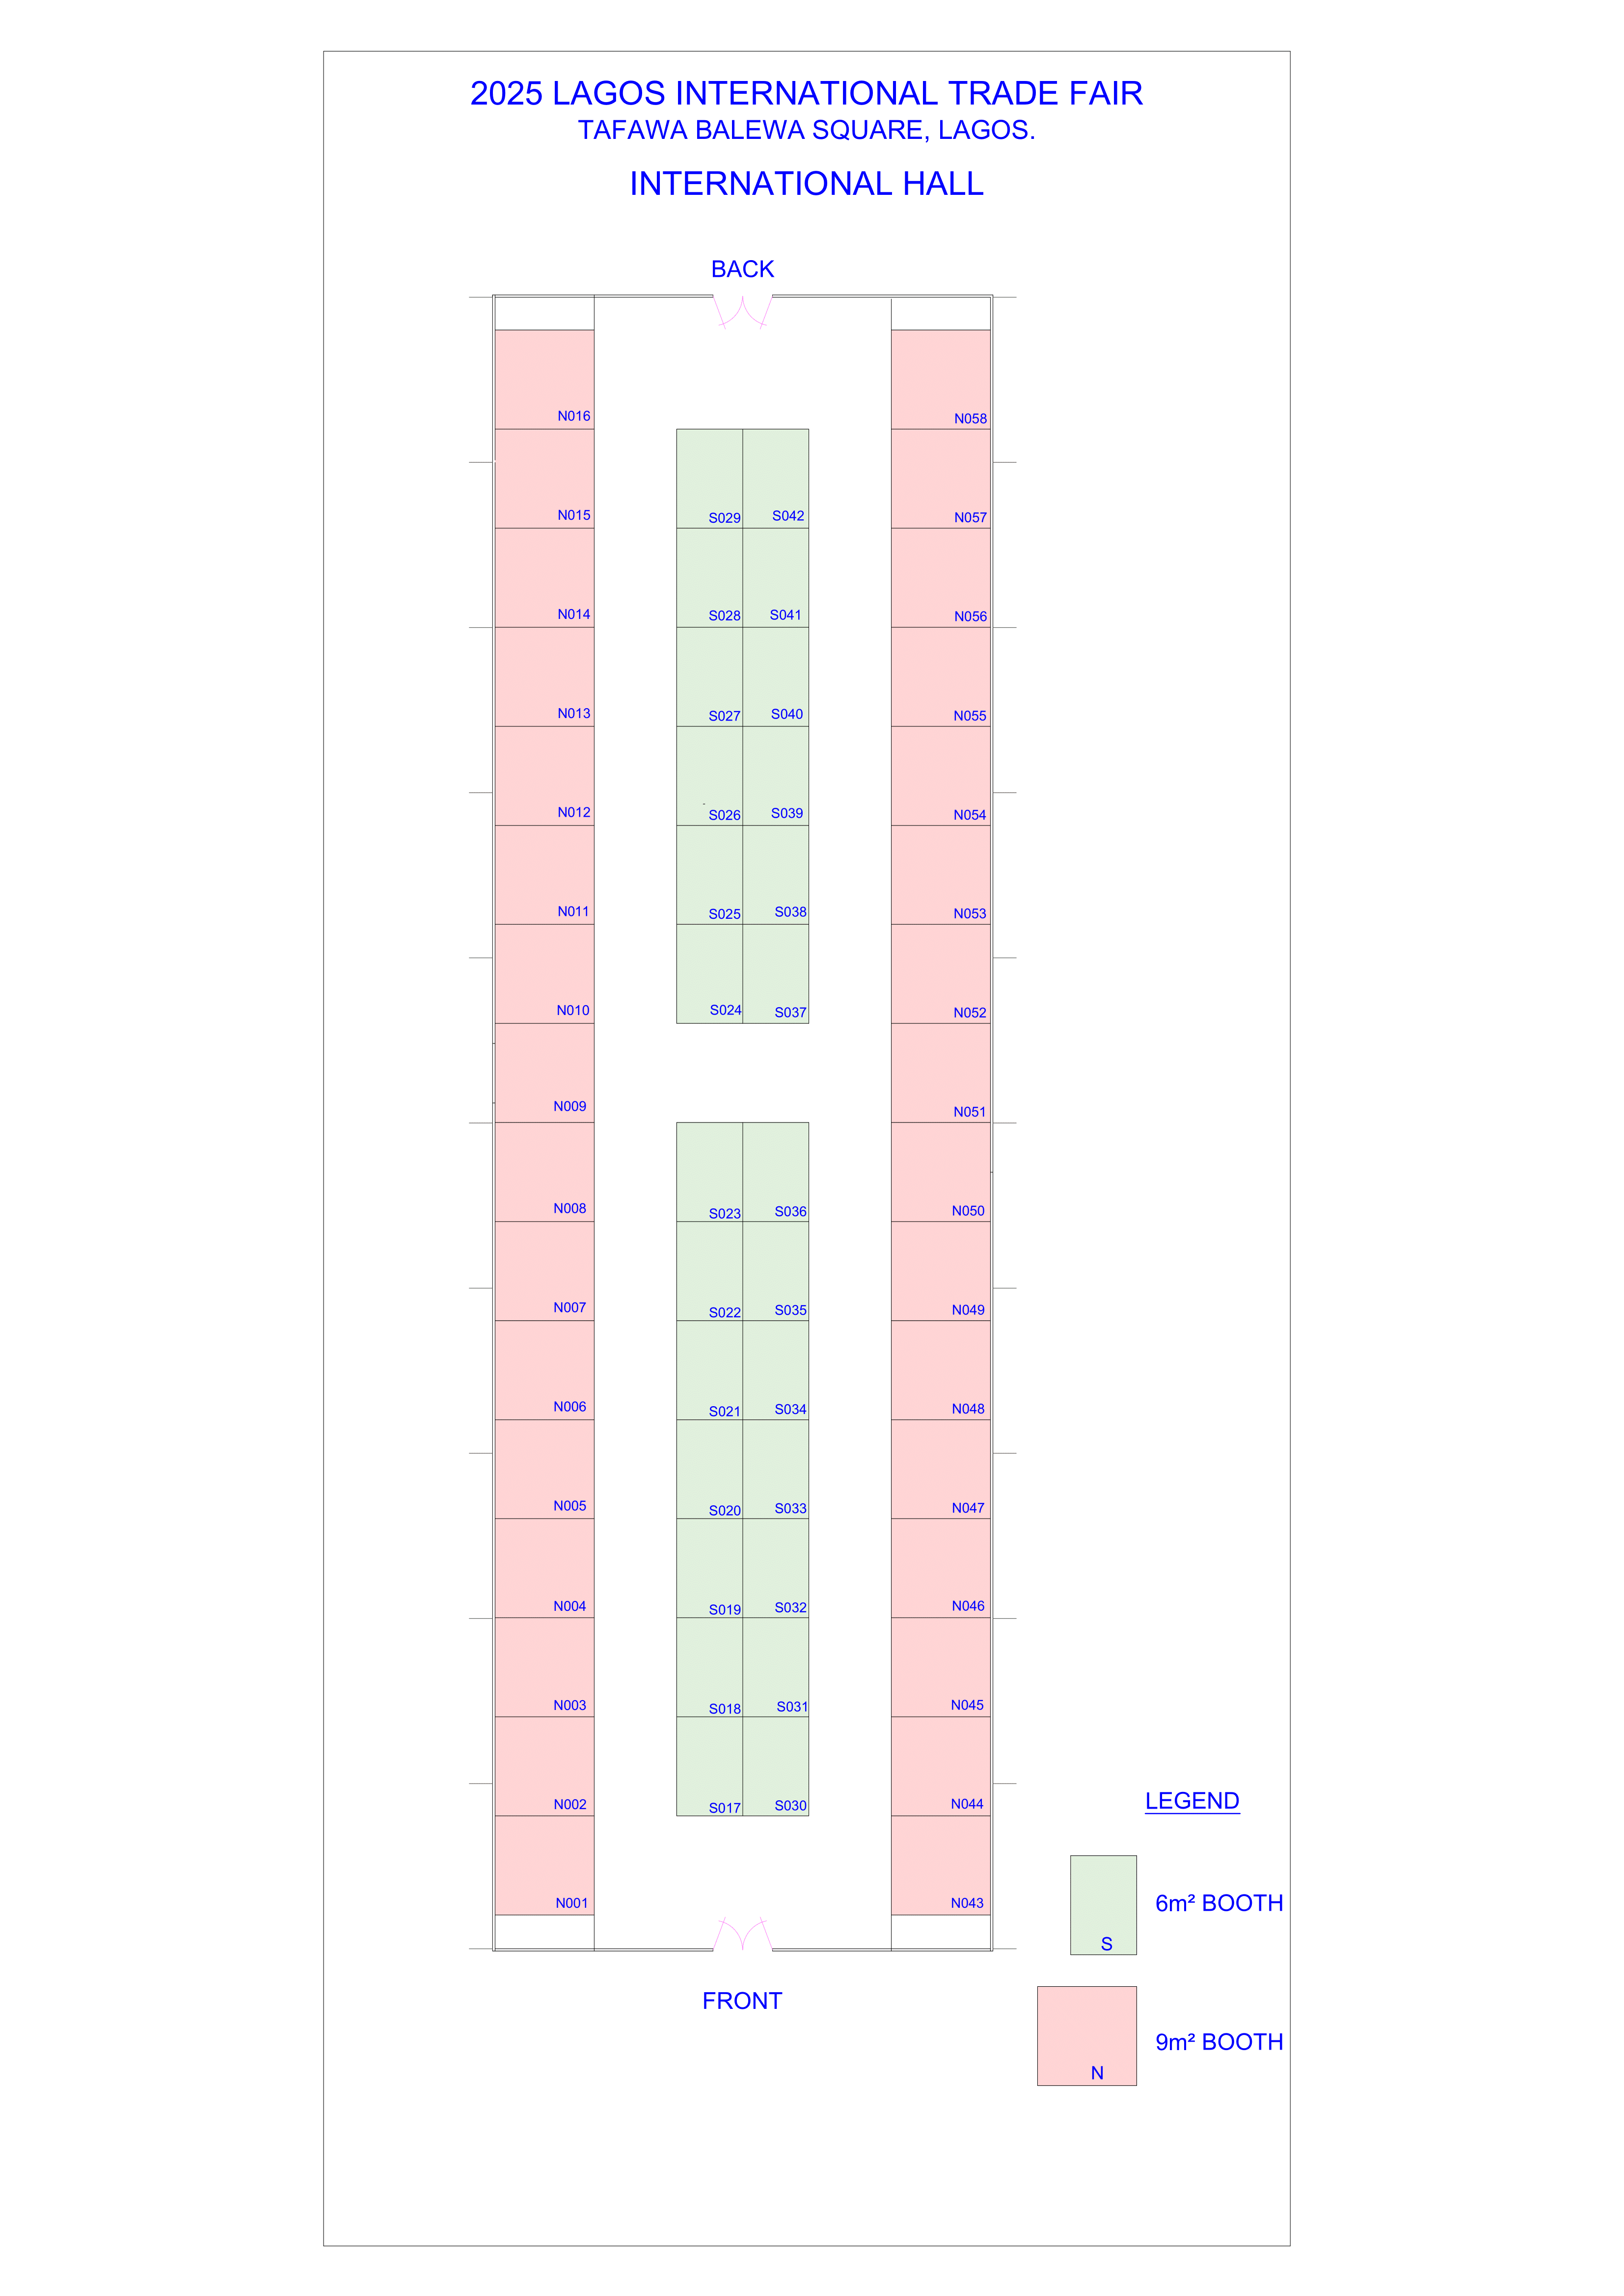 2025 LAGOS INTERNATIONAL TRADE FAIR
TAFAWA BALEWA SQUARE, LAGOS.
INTERNATIONAL HALL
BACK
N016
N058
N015
S029
S042
N057
N014
S028
S041
N056
N013
S027
S040
N055
N012
S026
S039
N054
N011
S025
S038
N053
N010
S024
S037
N052
N009
N051
N008
S023
S036
N050
N007
S022
S035
N049
N006
S021
S034
N048
N005
S020
S033
N047
N004
S019
S032
N046
N003
S018
S031
N045
N002
S017
S030
N044
N001
N043
FRONT
LEGEND
S
6m² BOOTH
N
9m² BOOTH